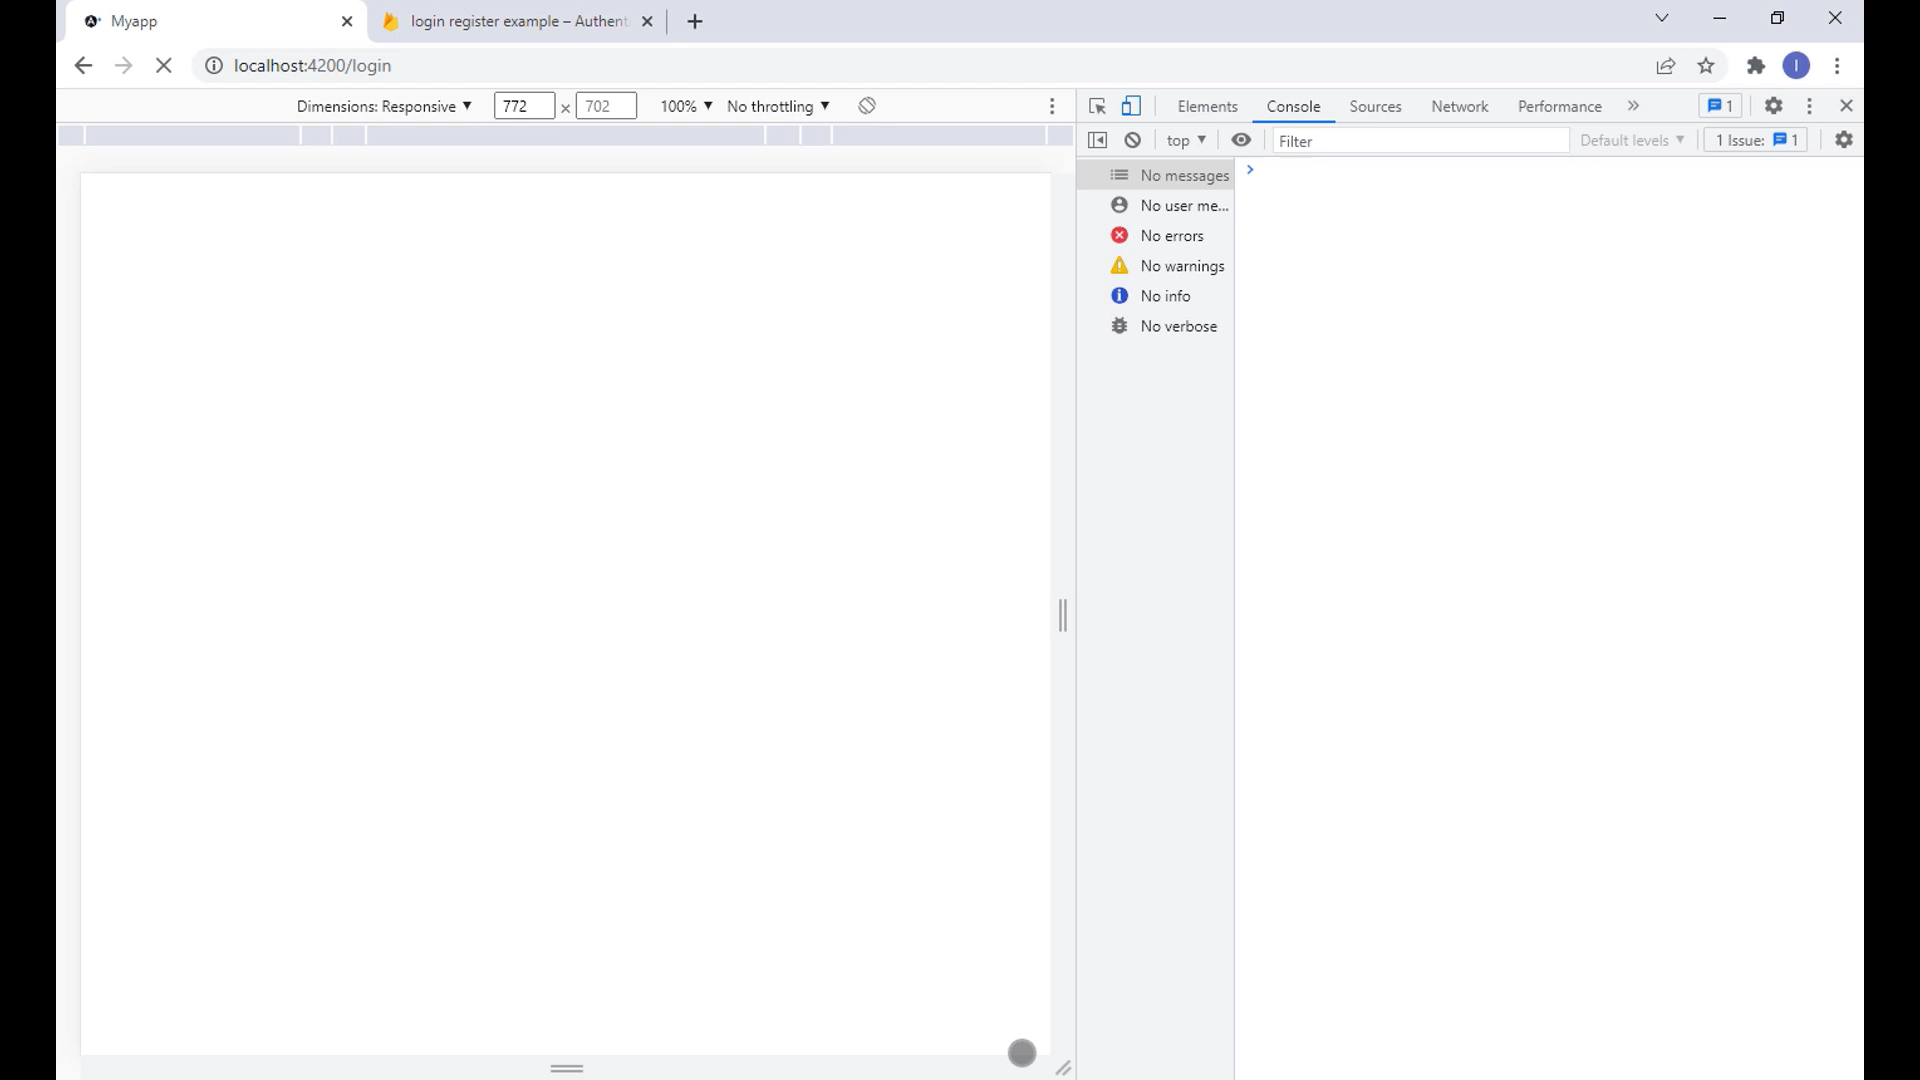 Myapp
login register example – Authent
localhost:4200/login
I
Dimensions: Responsive
772
×
702
100%
No throttling
Elements
Console
Sources
Network
Performance
»
1
top
Filter
Default levels
1 Issue:
1
No messages
No user me...
No errors
No warnings
No info
No verbose